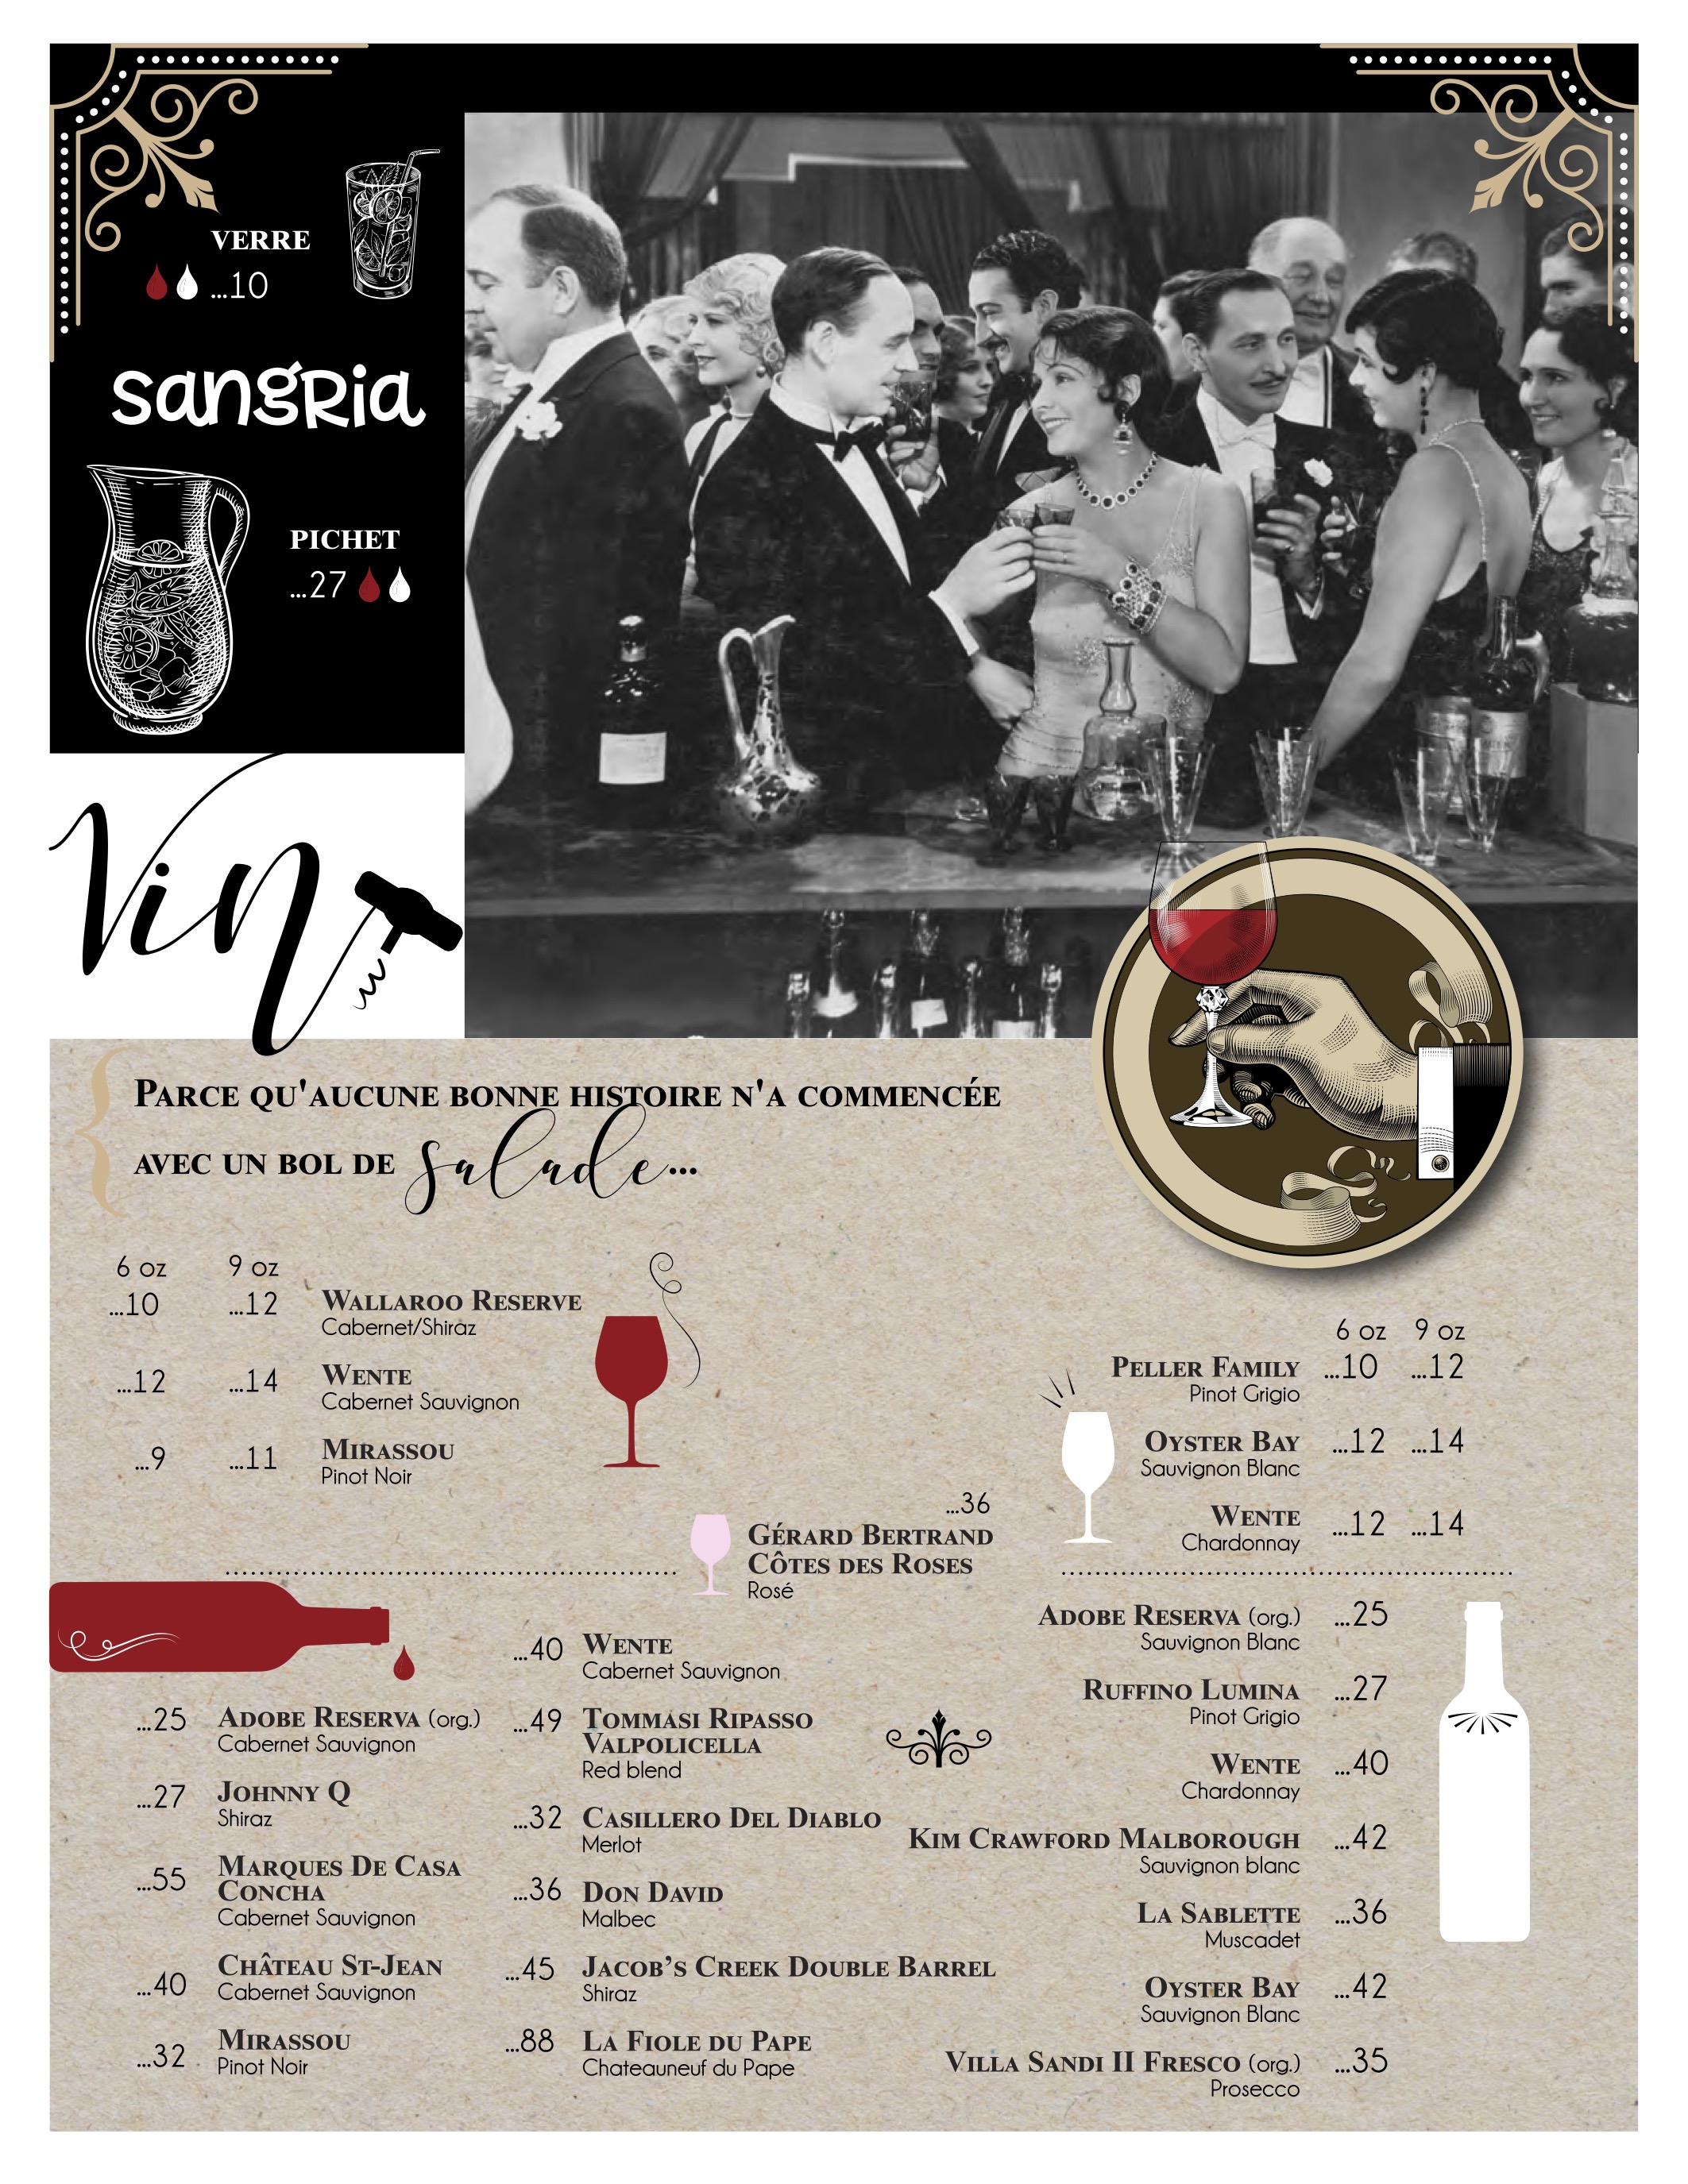 VERRE
...10
sangria
PICHET
...27
Vin
PARCE QU'AUCUNE BONNE HISTOIRE N'A COMMENCÉE
AVEC UN BOL DE salade...
6 oz 9 oz
...10 ...12 WALLAROO RESERVE
Cabernet/Shiraz
...12 ...14 WENTE
Cabernet Sauvignon
...9 ...11 MIRASSOU
Pinot Noir
6 oz 9 oz
PELLER FAMILY ...10 ...12
Pinot Grigio
OYSTER BAY ...12 ...14
Sauvignon Blanc
WENTE ...12 ...14
Chardonnay
...36
GÉRARD BERTRAND
CÔTES DES ROSES
Rosé
...25 ADOBE RESERVA (org.)
Cabernet Sauvignon
...27 JOHNNY Q
Shiraz
...55 MARQUES DE CASA
CONCHA
Cabernet Sauvignon
...40 CHÂTEAU ST-JEAN
Cabernet Sauvignon
...32 MIRASSOU
Pinot Noir
...40 WENTE
Cabernet Sauvignon
...49 TOMMASI RIPASSO
VALPOLICELLA
Red blend
...32 CASILLERO DEL DIABLO
Merlot
...36 DON DAVID
Malbec
...45 JACOB'S CREEK DOUBLE BARREL
Shiraz
...88 LA FIOLE DU PAPE
Chateauneuf du Pape
ADOBE RESERVA (org.) ...25
Sauvignon Blanc
RUFFINO LUMINA ...27
Pinot Grigio
WENTE ...40
Chardonnay
KIM CRAWFORD MALBOROUGH ...42
Sauvignon blanc
LA SABLETTE ...36
Muscadet
OYSTER BAY ...42
Sauvignon Blanc
VILLA SANDI II FRESCO (org.) ...35
Prosecco